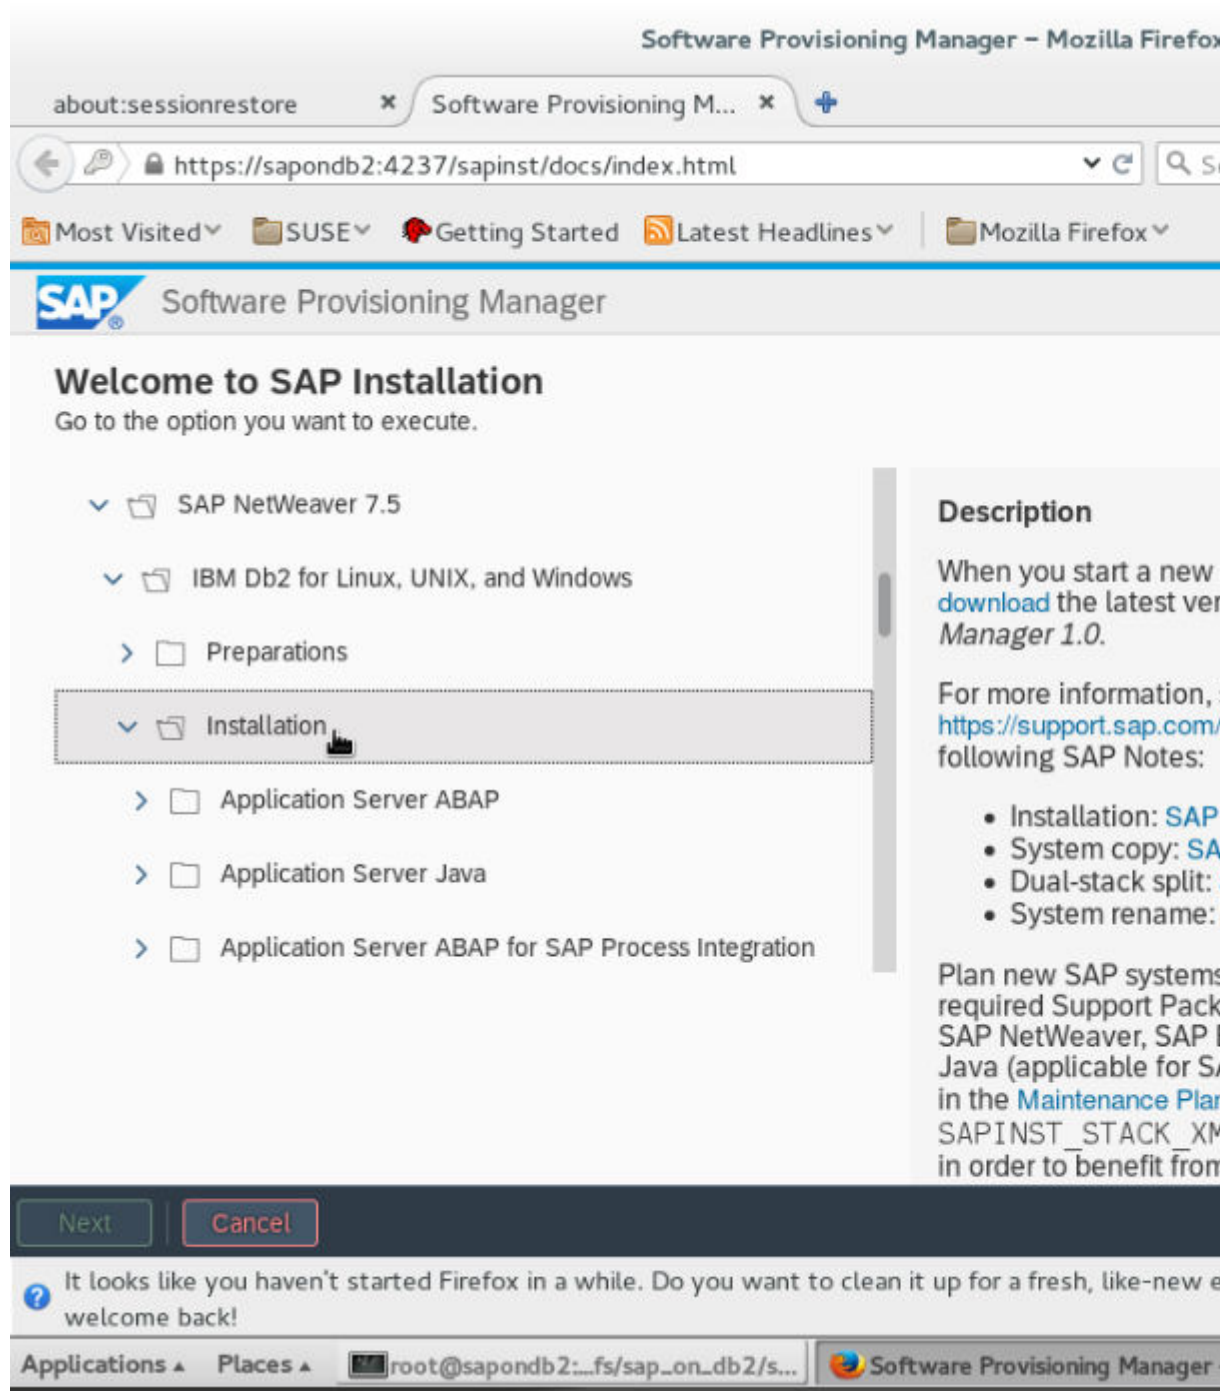 Software Provisioning Manager – Mozilla Firefox
about:sessionrestore
Software Provisioning M...
https://sapondb2:4237/sapinst/docs/index.html
Most Visited
SUSE
Getting Started
Latest Headlines
Mozilla Firefox
SAP®
Software Provisioning Manager
Welcome to SAP Installation
Go to the option you want to execute.
SAP NetWeaver 7.5
IBM Db2 for Linux, UNIX, and Windows
Preparations
Installation
Application Server ABAP
Application Server Java
Application Server ABAP for SAP Process Integration
Description
When you start a new
download the latest ver
Manager 1.0.
For more information,
https://support.sap.com/
following SAP Notes:
• Installation: SAP
• System copy: SA
• Dual-stack split:
• System rename:
Plan new SAP systems
required Support Pack
SAP NetWeaver, SAP
Java (applicable for SA
in the Maintenance Plan
SAPINST_STACK_XM
in order to benefit from
Next
Cancel
It looks like you haven't started Firefox in a while. Do you want to clean it up for a fresh, like-new e
welcome back!
Applications
Places
root@sapondb2:...fs/sap_on_db2/s...
Software Provisioning Manager